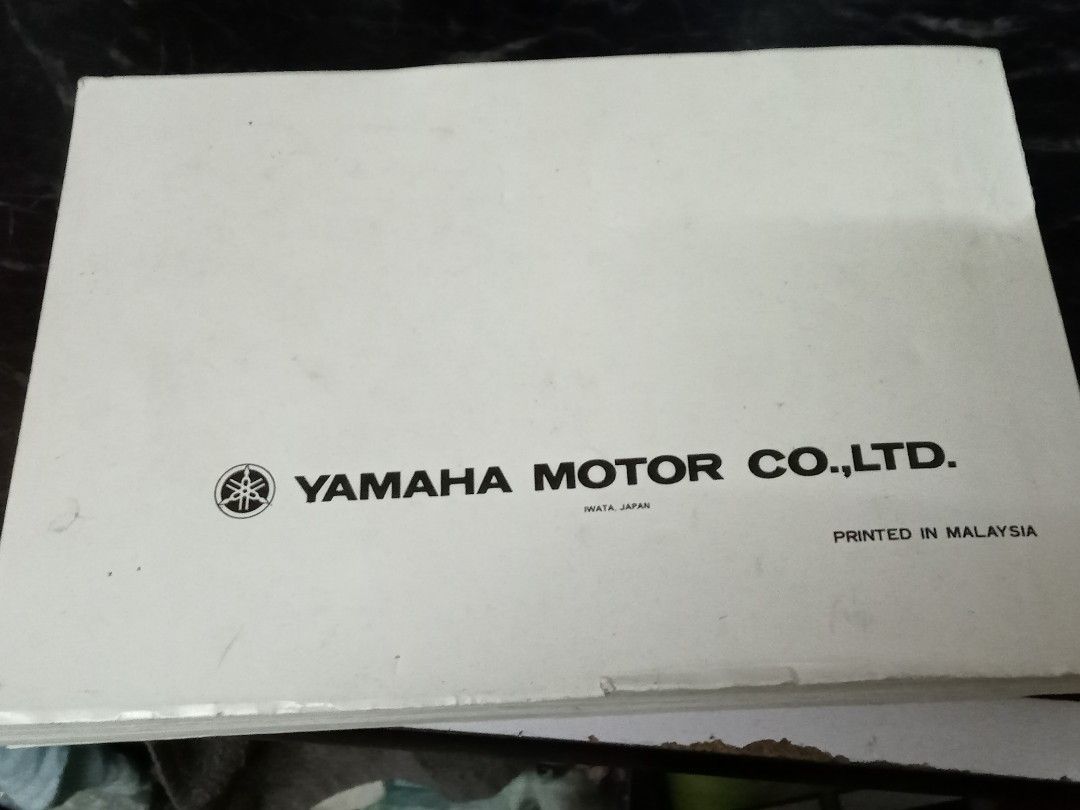 YAMAHA MOTOR CO.,LTD.
IWATA, JAPAN
PRINTED IN MALAYSIA